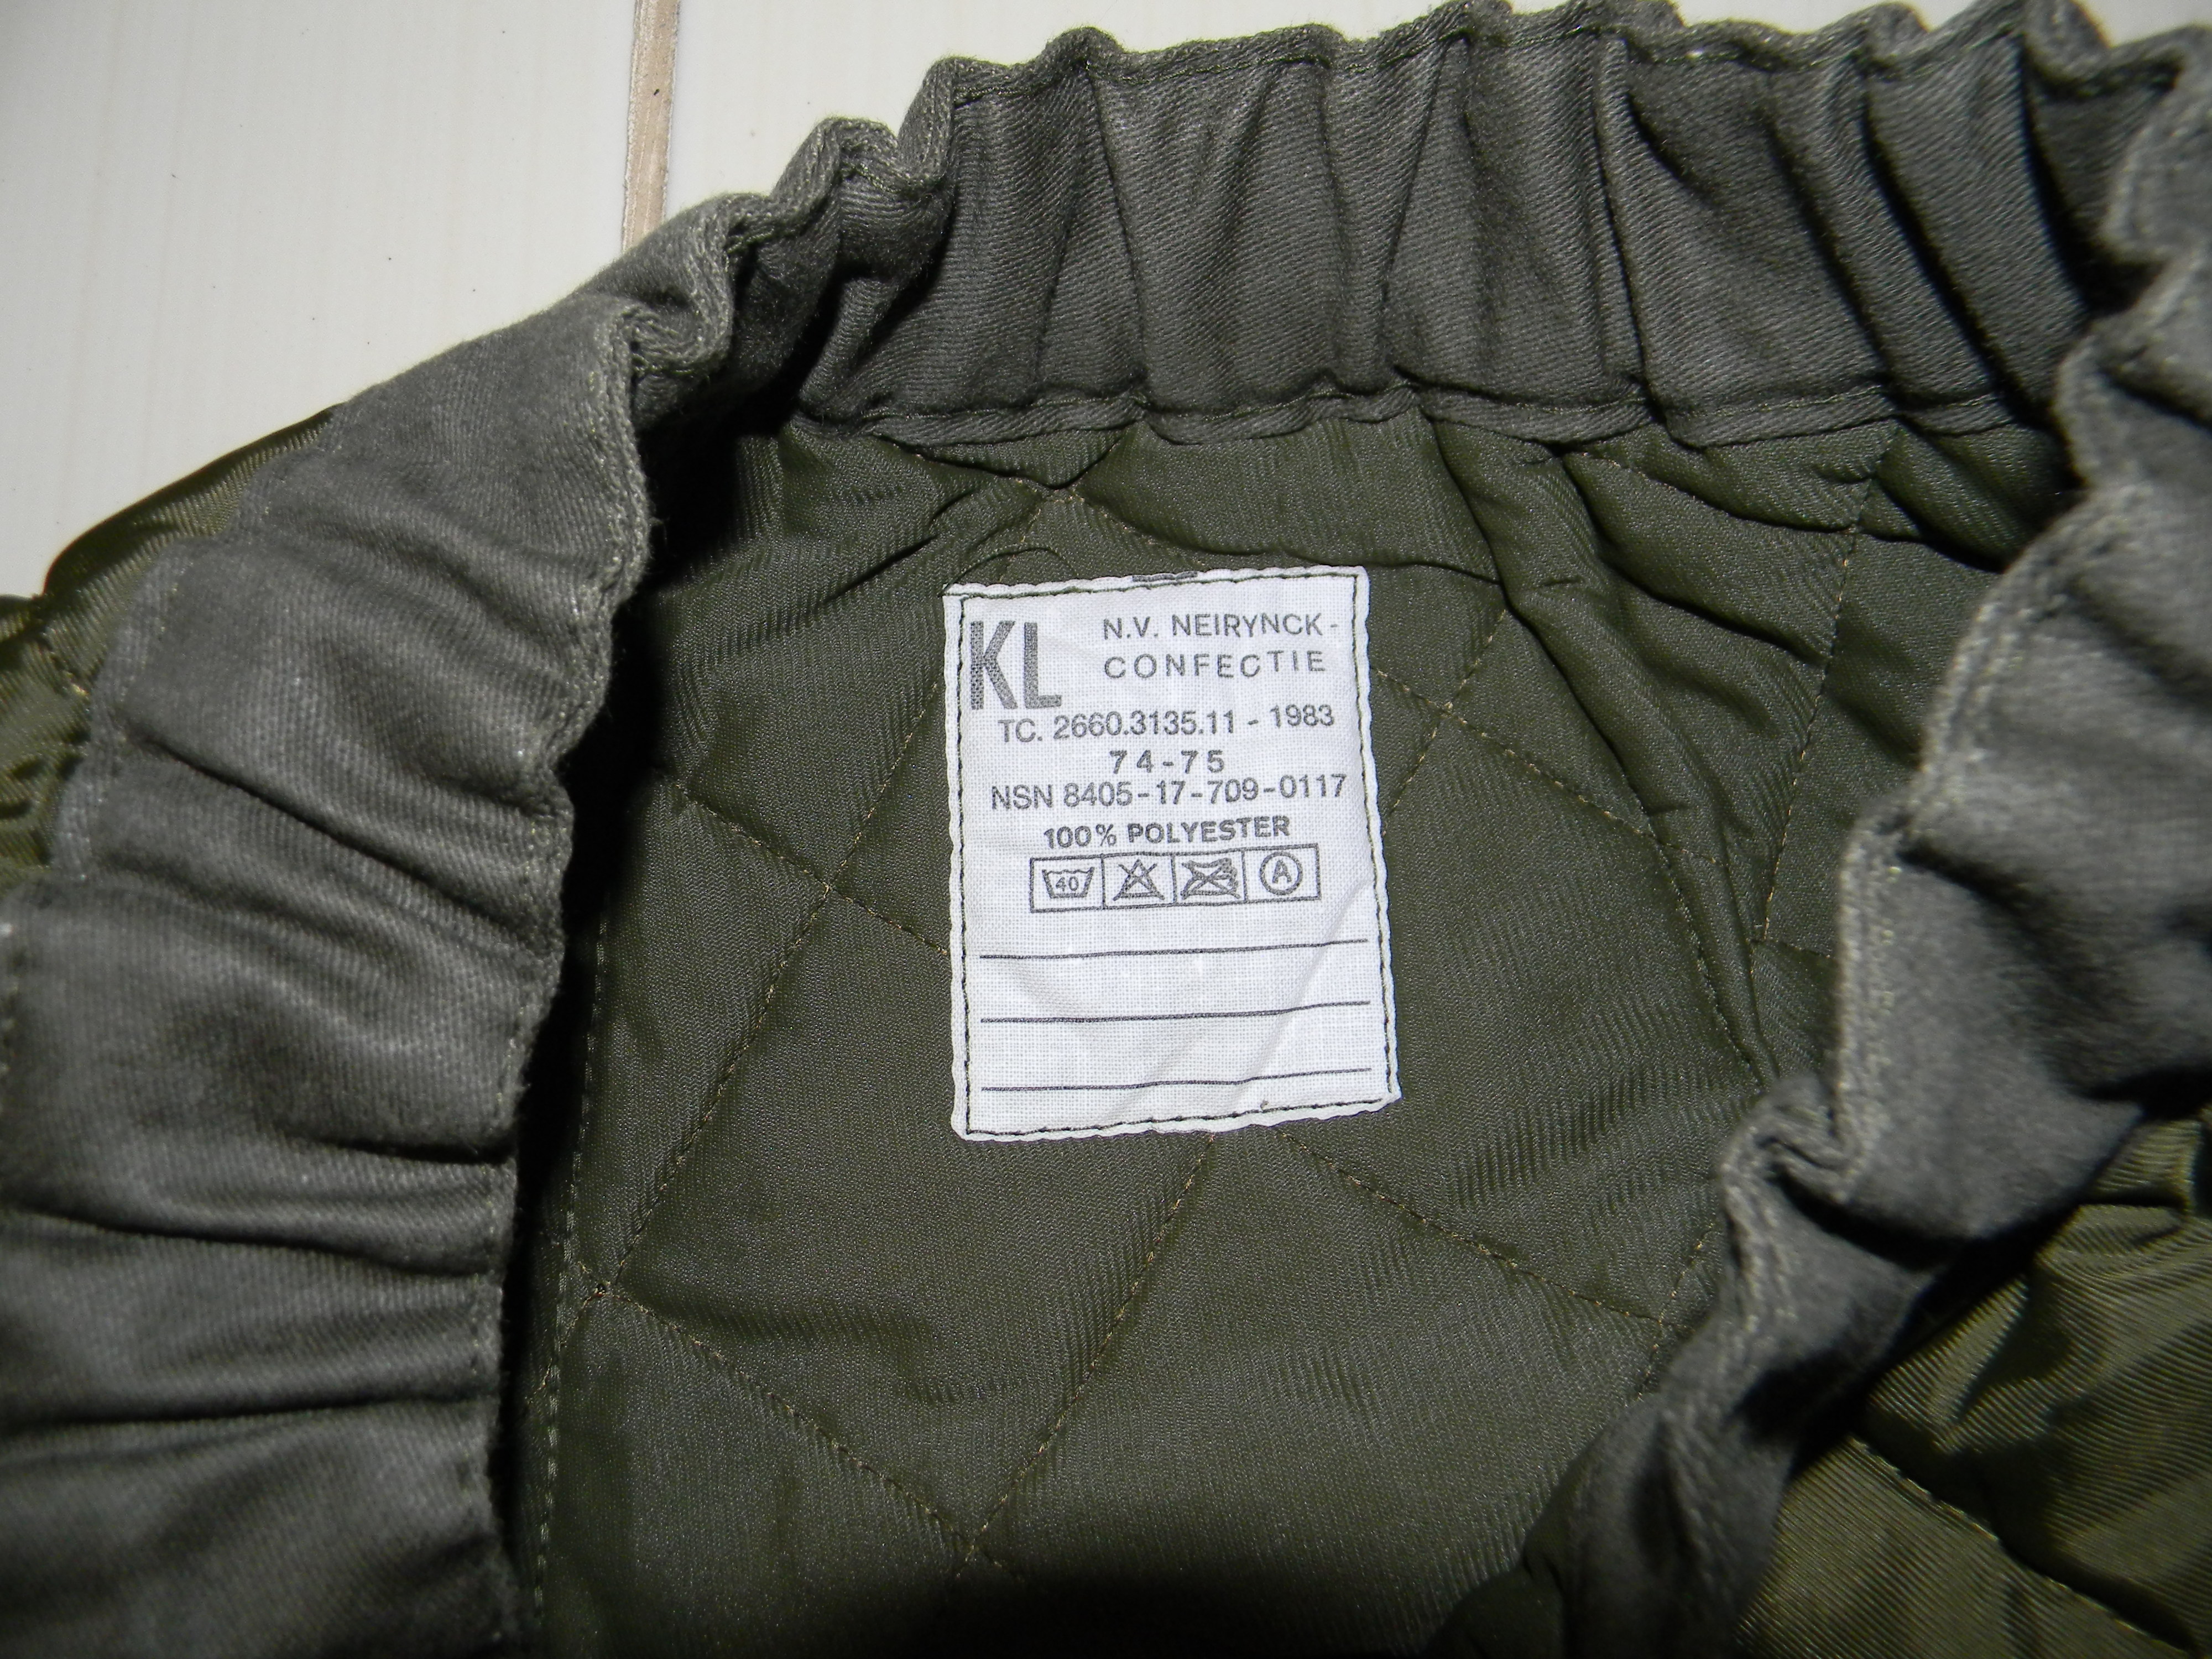 KL N.V. NEIRYNCK-
CONFECTIE
TC. 2660.3135.11 - 1983
74-75
NSN 8405-17-709-0117
100% POLYESTER
40 A